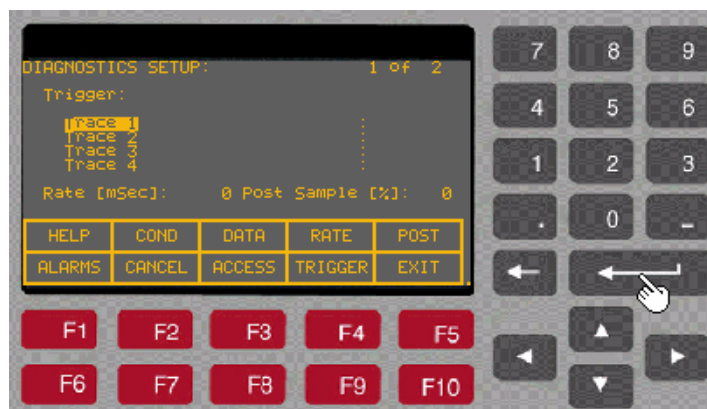 DIAGNOSTICS SETUP: 1 of 2
Trigger:
Trace 1 :
Trace 2 :
Trace 3 :
Trace 4 :
Rate [mSec]: 0 Post Sample [%]: 0
HELP COND DATA RATE POST
ALARMS CANCEL ACCESS TRIGGER EXIT
F1 F2 F3 F4 F5
F6 F7 F8 F9 F10
7 8 9
4 5 6
1 2 3
. 0 –